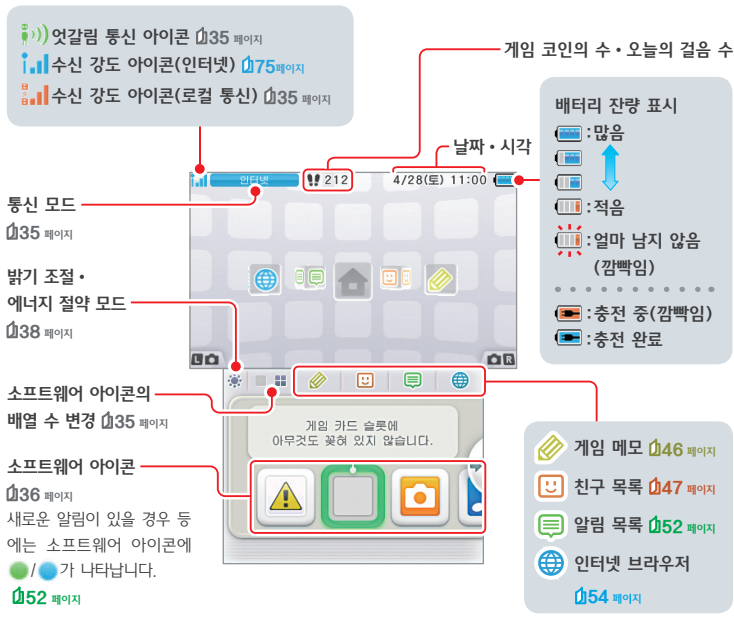 엇갈림 통신 아이콘 35 페이지
수신 강도 아이콘(인터넷) 75페이지
수신 강도 아이콘(로컬 통신) 35 페이지
게임 코인의 수 • 오늘의 걸음 수
날짜 • 시각
배터리 잔량 표시
:많음
:적음
:얼마 남지 않음
(깜빡임)
:충전 중(깜빡임)
:충전 완료
인터넷 212 4/28(토) 11:00
통신 모드
35 페이지
밝기 조절 •
에너지 절약 모드
38 페이지
L R
소프트웨어 아이콘의
배열 수 변경 35 페이지
게임 카드 슬롯에
아무것도 꽂혀 있지 않습니다.
소프트웨어 아이콘
36 페이지
새로운 알림이 있을 경우 등
에는 소프트웨어 아이콘에
/ 가 나타납니다.
52 페이지
게임 메모 46 페이지
친구 목록 47 페이지
알림 목록 52 페이지
인터넷 브라우저
54 페이지